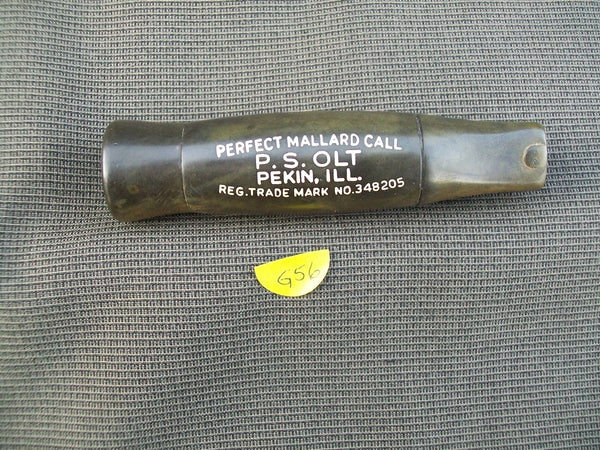 PERFECT MALLARD CALL
P. S. OLT
PEKIN, ILL.
REG. TRADE MARK NO. 348205
G56